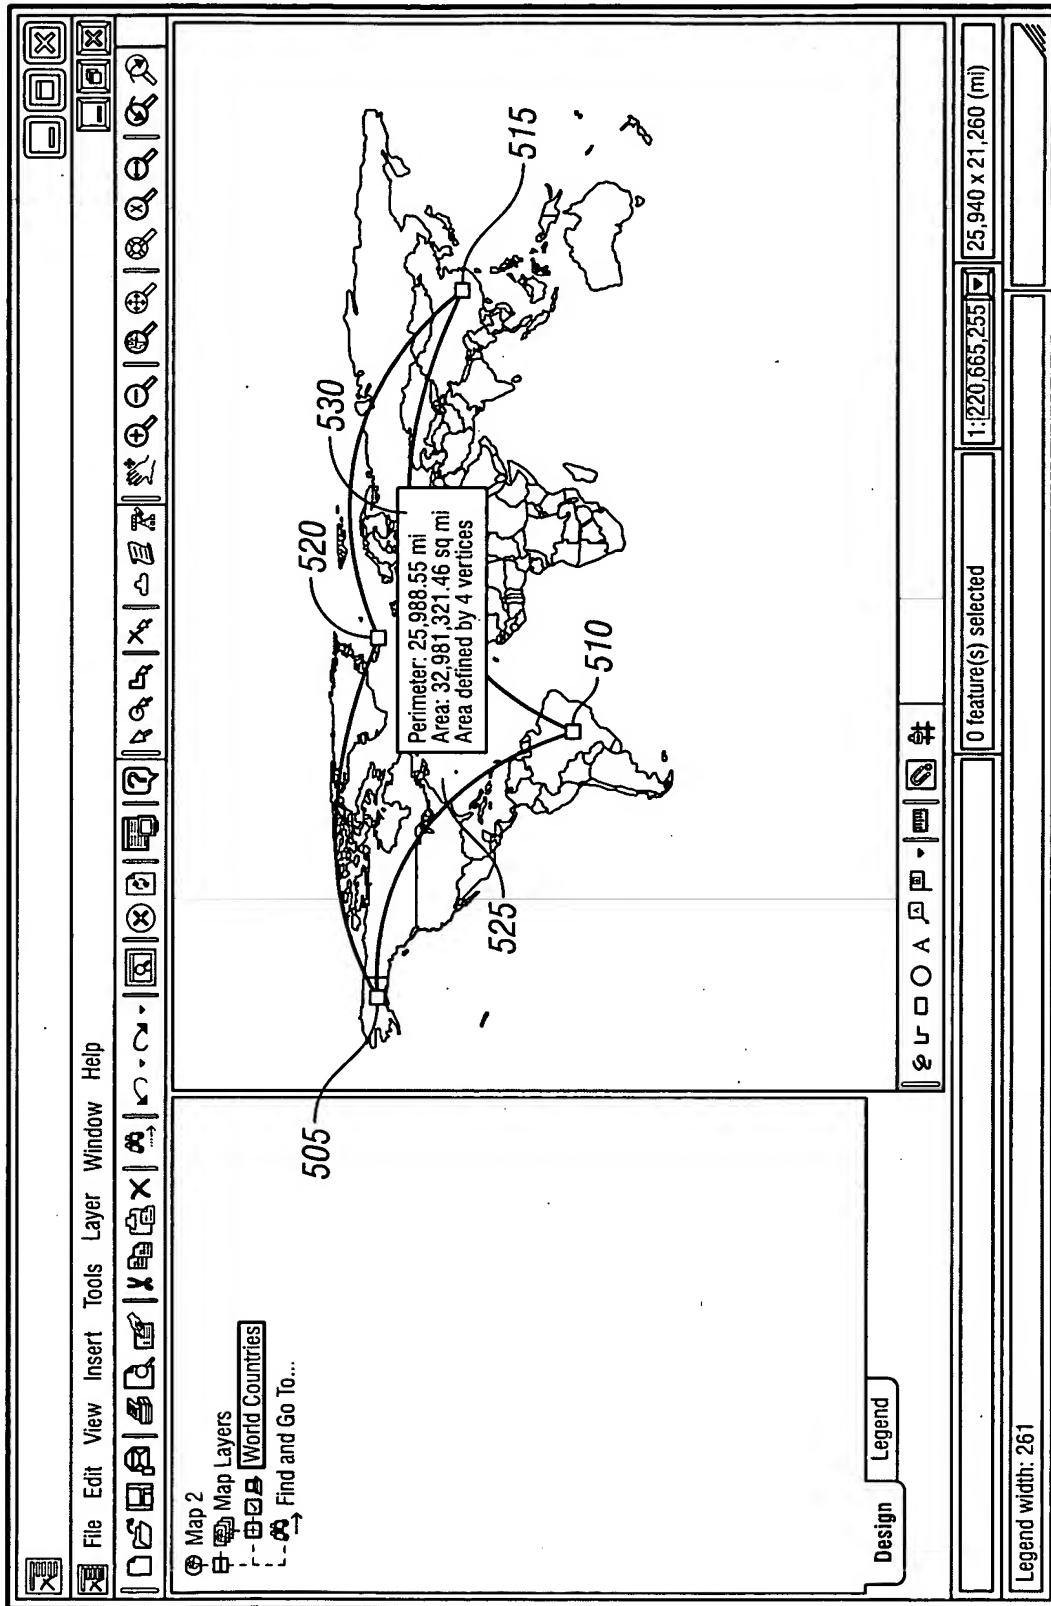 File Edit View Insert Tools Layer Window Help
Map 2
Map Layers
World Countries
Find and Go To...
Design
Legend
505
510
515
520
525
530
Perimeter: 25,988.55 mi
Area: 32,981,321.46 sq mi
Area defined by 4 vertices
A
0 feature(s) selected
1:220,665,255
25,940 x 21,260 (mi)
Legend width: 261